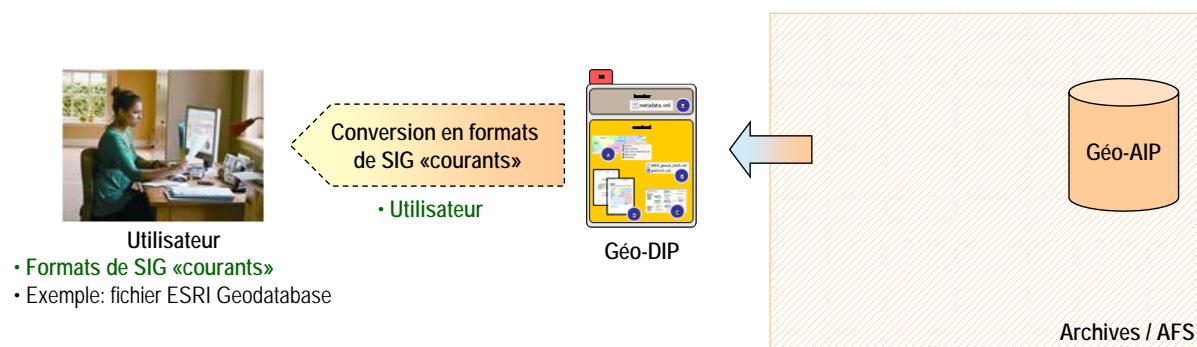 Conversion en formats
de SIG «courants»
• Utilisateur
Utilisateur
• Formats de SIG «courants»
• Exemple: fichier ESRI Geodatabase
metadata.xml
Géo-DIP
Géo-AIP
Archives / AFS